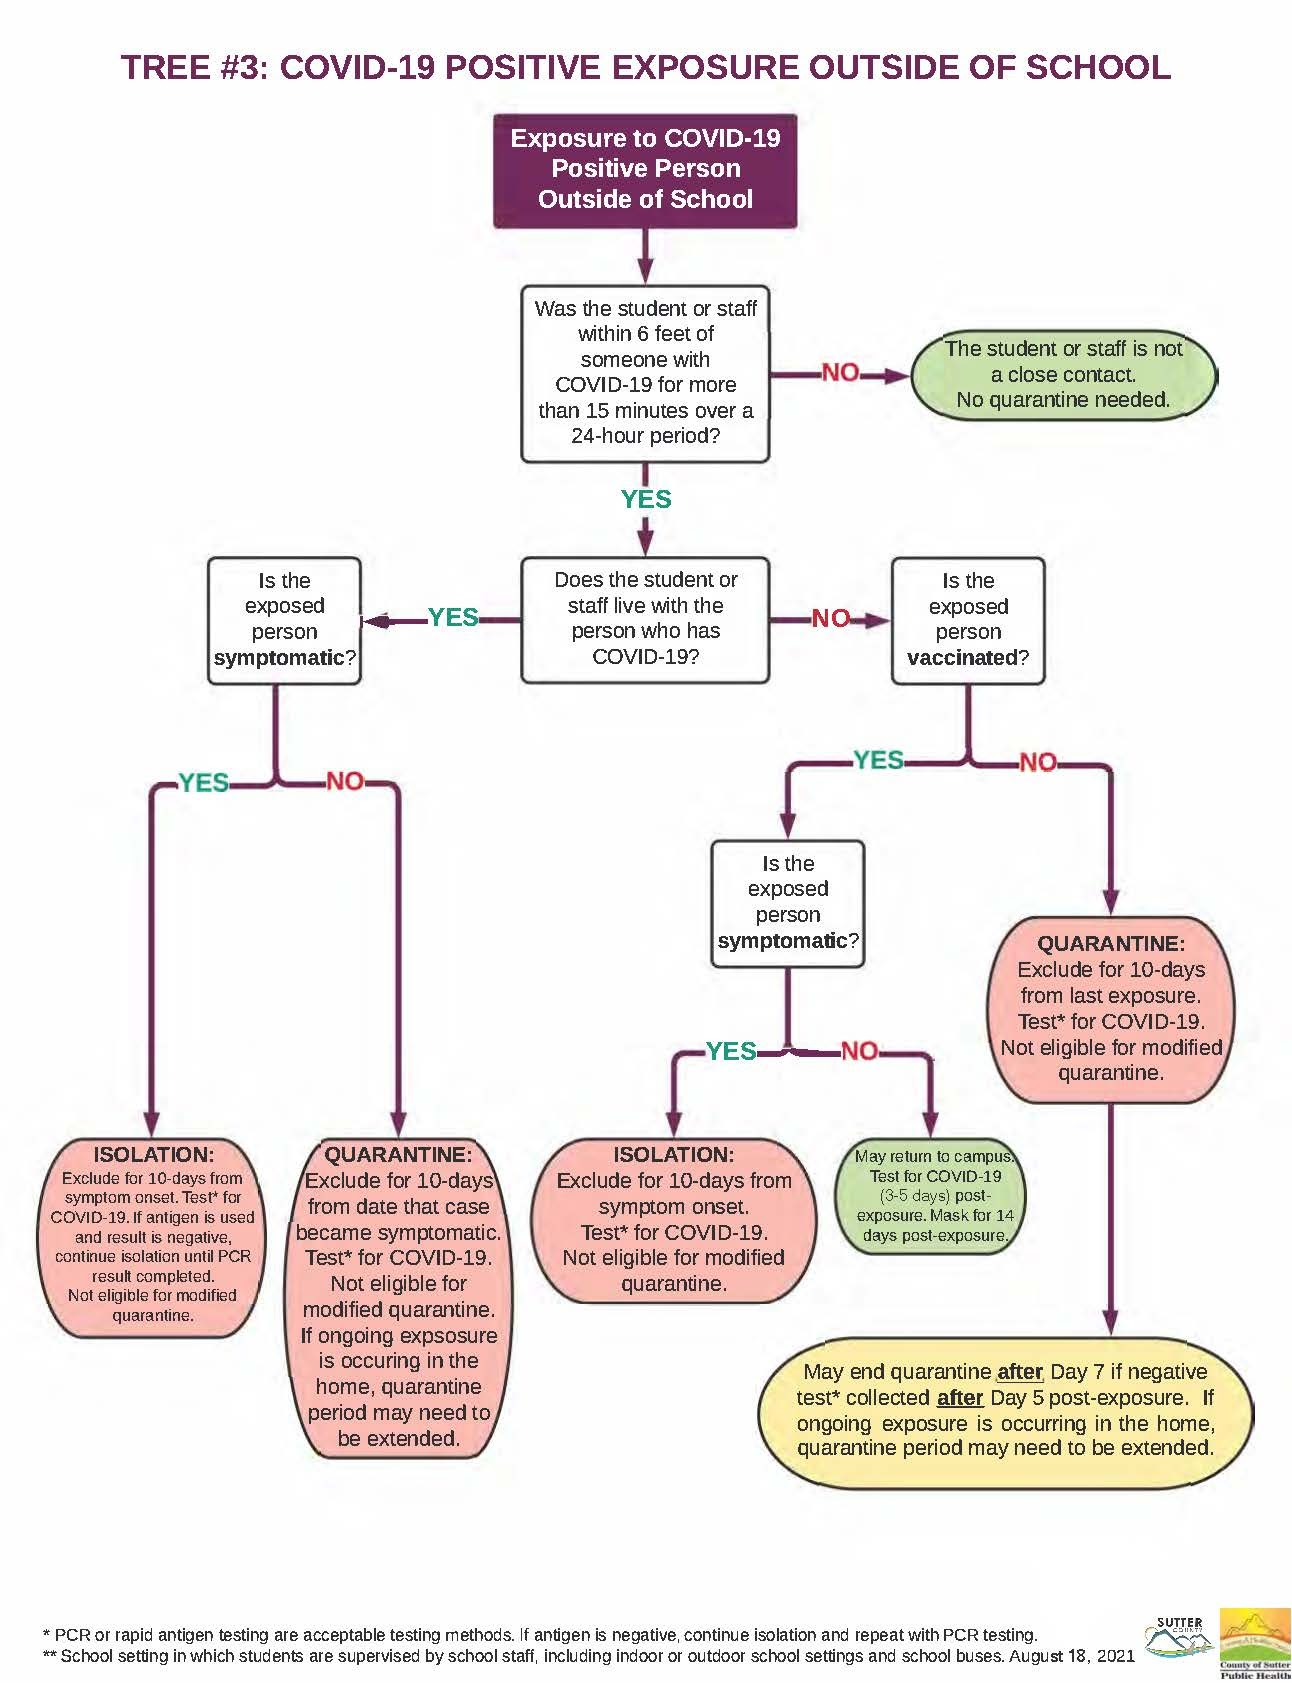 TREE #3: COVID-19 POSITIVE EXPOSURE OUTSIDE OF SCHOOL
Exposure to COVID-19
Positive Person
Outside of School
Was the student or staff
within 6 feet of
someone with
COVID-19 for more
than 15 minutes over a
24-hour period?
NO
The student or staff is not
a close contact.
No quarantine needed.
YES
Is the
exposed
person
symptomatic?
YES
Does the student or
staff live with the
person who has
COVID-19?
NO
Is the
exposed
person
vaccinated?
YES
NO
YES
NO
Is the
exposed
person
symptomatic?
YES
NO
QUARANTINE:
Exclude for 10-days
from last exposure.
Test* for COVID-19.
Not eligible for modified
quarantine.
ISOLATION:
Exclude for 10-days from
symptom onset. Test* for
COVID-19. If antigen is used
and result is negative,
continue isolation until PCR
result completed.
Not eligible for modified
quarantine.
QUARANTINE:
Exclude for 10-days
from date that case
became symptomatic.
Test* for COVID-19.
Not eligible for
modified quarantine.
If ongoing expsosure
is occuring in the
home, quarantine
period may need to
be extended.
ISOLATION:
Exclude for 10-days from
symptom onset.
Test* for COVID-19.
Not eligible for modified
quarantine.
May return to campus.
Test for COVID-19
(3-5 days) post-
exposure. Mask for 14
days post-exposure.
May end quarantine after Day 7 if negative
test* collected after Day 5 post-exposure. If
ongoing exposure is occurring in the home,
quarantine period may need to be extended.
* PCR or rapid antigen testing are acceptable testing methods. If antigen is negative, continue isolation and repeat with PCR testing.
** School setting in which students are supervised by school staff, including indoor or outdoor school settings and school buses. August 18, 2021
SUTTER
COUNTY
County of Sutter
Public Health